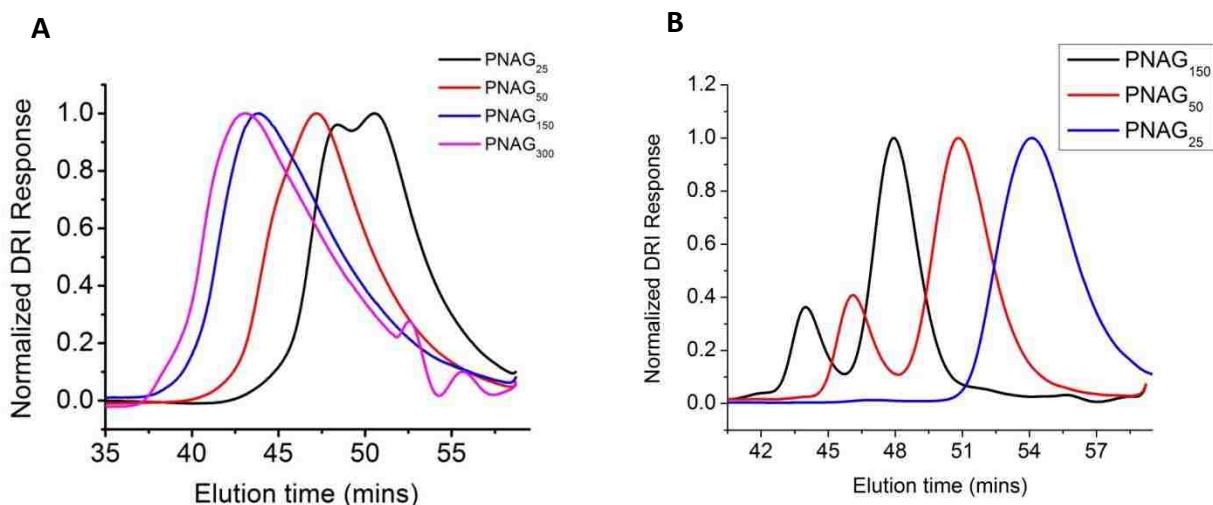 A
PNAG25
PNAG50
PNAG150
PNAG300
Normalized DRI Response
1.0
0.8
0.6
0.4
0.2
0.0
35 40 45 50 55
Elution time (mins)
B
PNAG150
PNAG50
PNAG25
Normalized DRI Response
1.2
1.0
0.8
0.6
0.4
0.2
0.0
42 45 48 51 54 57
Elution time (mins)